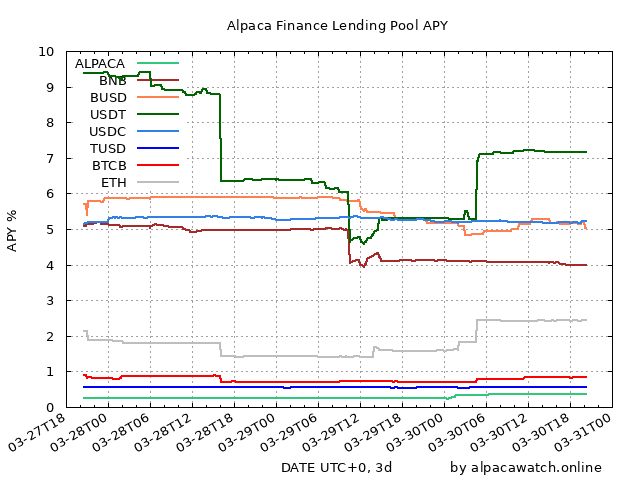 Alpaca Finance Lending Pool APY
10
9
8
7
6
5
4
3
2
1
0
APY %
ALPACA
BNB
BUSD
USDT
USDC
TUSD
BTCB
ETH
03-27T18
03-28T00
03-28T06
03-28T12
03-28T18
03-29T00
03-29T06
03-29T12
03-29T18
03-30T00
03-30T06
03-30T12
03-30T18
03-31T00
DATE UTC+0, 3d
by alpacawatch.online